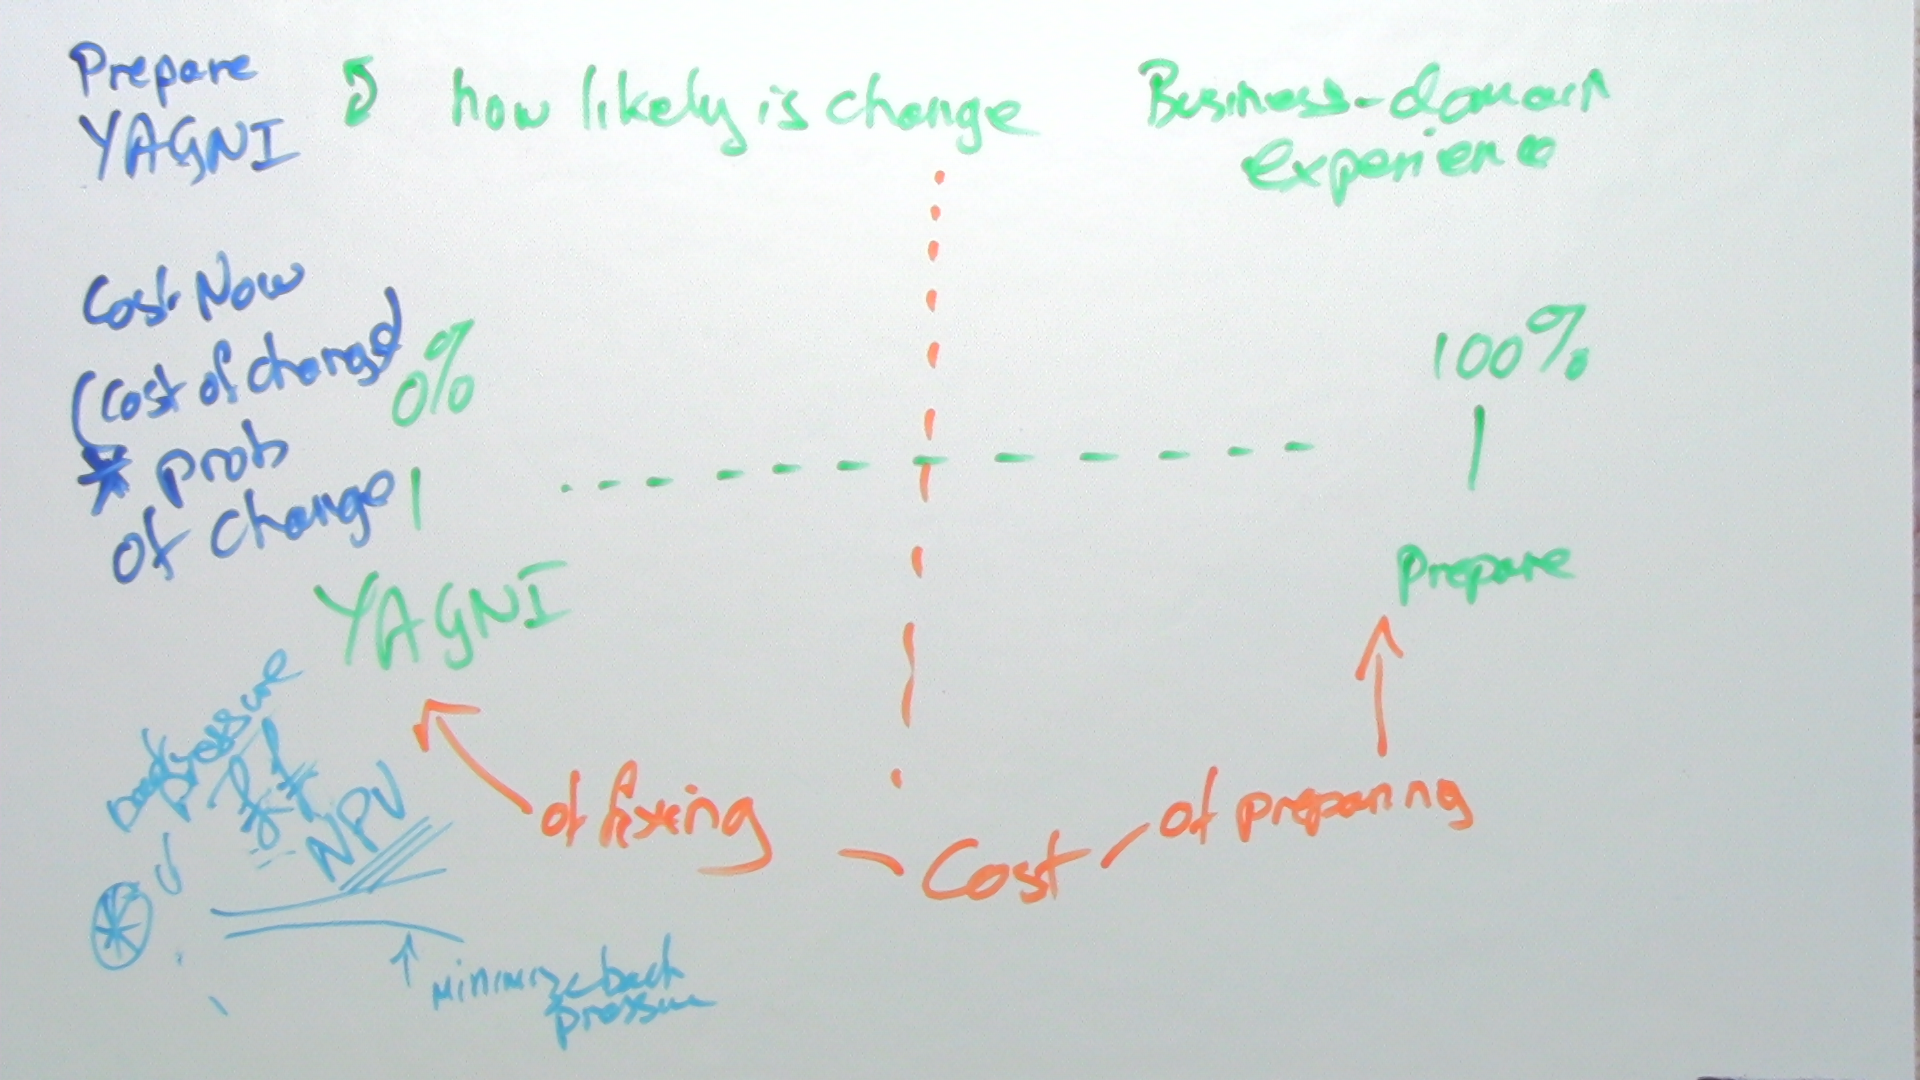 Prepare
YAGNI
how likely is change
Business-domain
experience
Cost Now
(Cost of change)
* prob
of change
0%
100%
YAGNI
Prepare
backpressure
NPV
of fixing
Cost
of preparing
minimize back
pressure